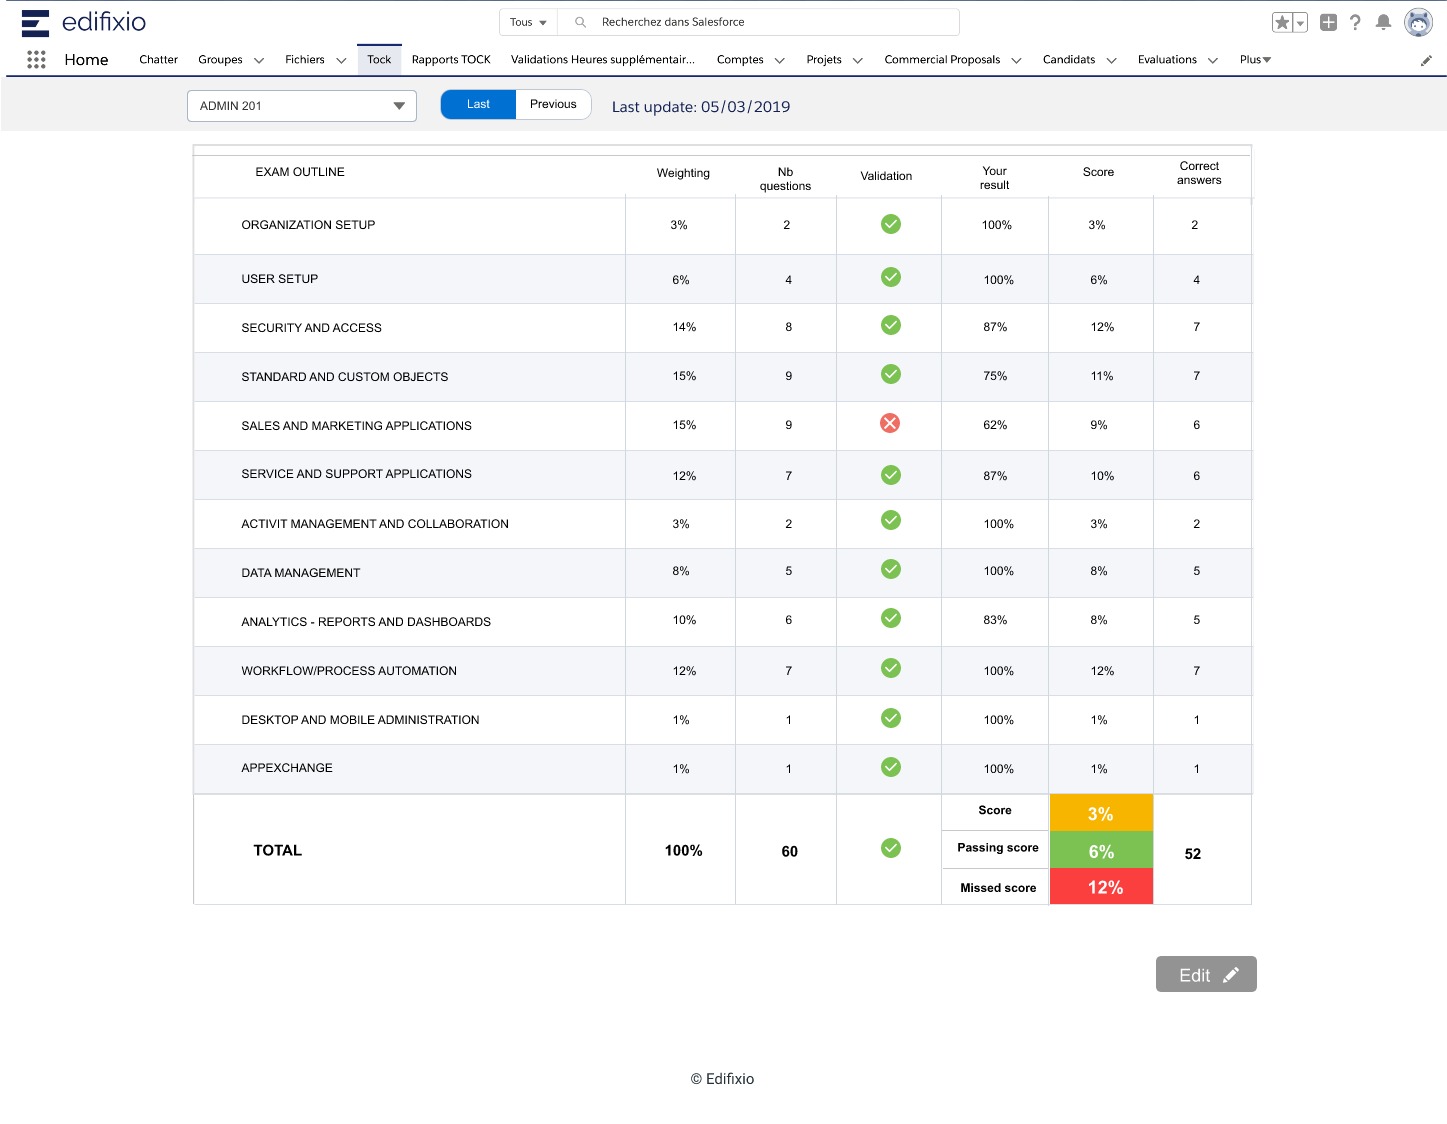 edifixio
Tous
Recherchez dans Salesforce
Home
Chatter
Groupes
Fichiers
Tock
Rapports TOCK
Validations Heures supplémentair...
Comptes
Projets
Commercial Proposals
Candidats
Evaluations
Plus
ADMIN 201
Last
Previous
Last update: 05/03/2019
EXAM OUTLINE Weighting Nb questions Validation Your result Score Correct answers
ORGANIZATION SETUP 3% 2 100% 3% 2
USER SETUP 6% 4 100% 6% 4
SECURITY AND ACCESS 14% 8 87% 12% 7
STANDARD AND CUSTOM OBJECTS 15% 9 75% 11% 7
SALES AND MARKETING APPLICATIONS 15% 9 62% 9% 6
SERVICE AND SUPPORT APPLICATIONS 12% 7 87% 10% 6
ACTIVIT MANAGEMENT AND COLLABORATION 3% 2 100% 3% 2
DATA MANAGEMENT 8% 5 100% 8% 5
ANALYTICS - REPORTS AND DASHBOARDS 10% 6 83% 8% 5
WORKFLOW/PROCESS AUTOMATION 12% 7 100% 12% 7
DESKTOP AND MOBILE ADMINISTRATION 1% 1 100% 1% 1
APPEXCHANGE 1% 1 100% 1% 1
Score 3%
TOTAL 100% 60 Passing score 6% 52
Missed score 12%
Edit
© Edifixio